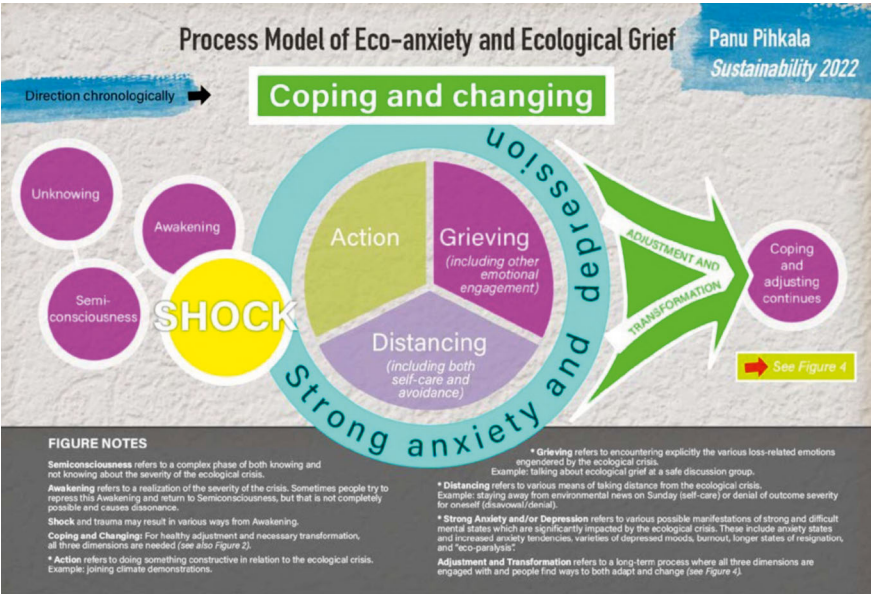 Process Model of Eco-anxiety and Ecological Grief
Panu Pihkala
Sustainability 2022
Direction chronologically
Coping and changing
Unknowing
Awakening
Semi-
consciousness
SHOCK
Action
Grieving
(including other
emotional
engagement)
Distancing
(including both
self-care and
avoidance)
Strong anxiety and depression
ADJUSTMENT AND
TRANSFORMATION
Coping
and
adjusting
continues
See Figure 4
FIGURE NOTES
Semiconsciousness refers to a complex phase of both knowing and
not knowing about the severity of the ecological crisis.
Awakening refers to a realization of the severity of the crisis. Sometimes people try to
repress this Awakening and return to Semiconsciousness, but that is not completely
possible and causes dissonance.
Shock and trauma may result in various ways from Awakening.
Coping and Changing: For healthy adjustment and necessary transformation,
all three dimensions are needed (see also Figure 2).
* Action refers to doing something constructive in relation to the ecological crisis.
Example: joining climate demonstrations.
* Grieving refers to encountering explicitly the various loss-related emotions
engendered by the ecological crisis.
Example: talking about ecological grief at a safe discussion group.
* Distancing refers to various means of taking distance from the ecological crisis.
Example: staying away from environmental news on Sunday (self-care) or denial of outcome severity
for oneself (disavowal/denial).
* Strong Anxiety and/or Depression refers to various possible manifestations of strong and difficult
mental states which are significantly impacted by the ecological crisis. These include anxiety states
and increased anxiety tendencies, varieties of depressed moods, burnout, longer states of resignation,
and "eco-paralysis".
Adjustment and Transformation refers to a long-term process where all three dimensions are
engaged with and people find ways to both adapt and change (see Figure 4).